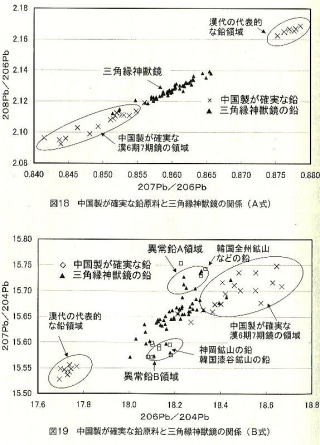 2.18
2.16
2.14
2.12
2.10
2.08
208Pb/206Pb
漢代の代表的
な鉛領域
三角縁神獣鏡
× 中国製が確実な鉛
▲ 三角縁神獣鏡の鉛
中国製が確実な
漢6期7期鏡の領域
0.841 0.845 0.850 0.855 0.860 0.865 0.870 0.875 0.880
207Pb/206Pb
図18 中国製が確実な鉛原料と三角縁神獣鏡の関係(A式)
15.80
15.75
15.70
15.65
15.60
15.55
15.50
207Pb/204Pb
◇ 中国製が確実な鉛
▲ 三角縁神獣鏡の鉛
異常鉛A領域
韓国全州鉱山
などの鉛
漢代の代表的
な鉛領域
中国製が確実な
漢6期7期鏡の領域
神岡鉱山の鉛
韓国漆谷鉱山の鉛
異常鉛B領域
17.6 17.8 18.0 18.2 18.4 18.6 18.8
206Pb/204Pb
図19 中国製が確実な鉛原料と三角縁神獣鏡の関係(B式)